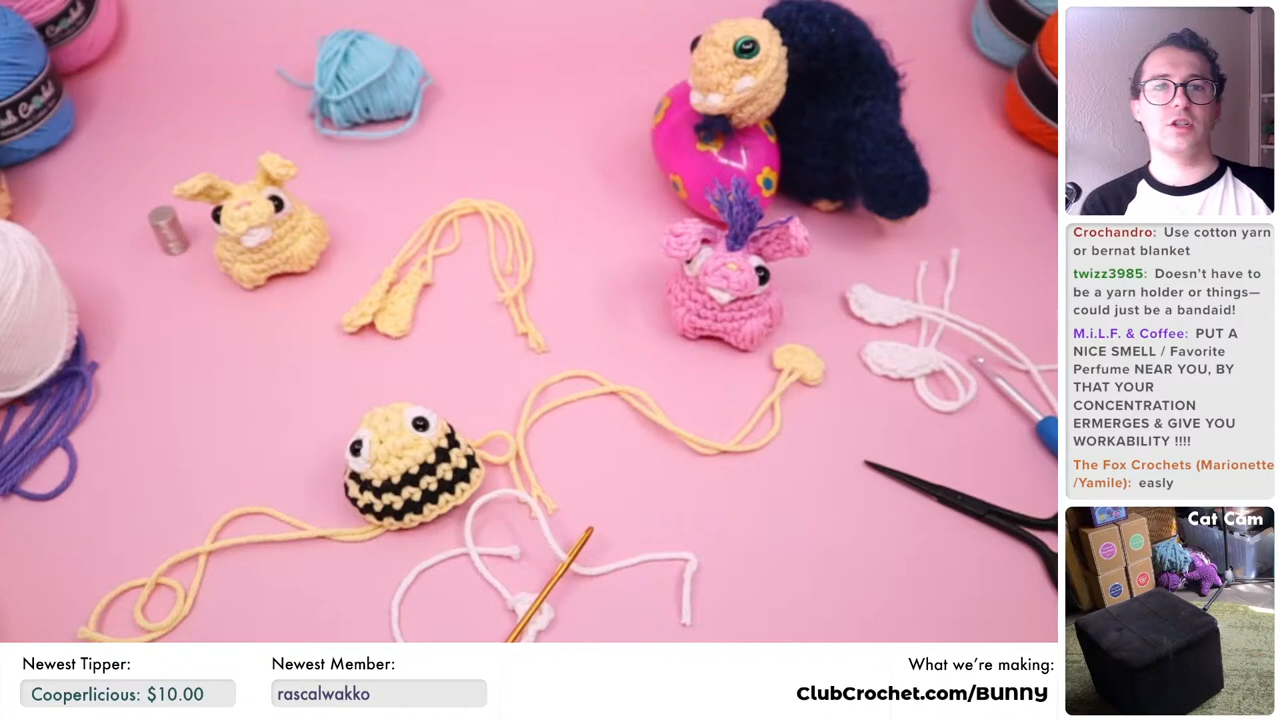 Crochandro: Use cotton yarn
or bernat blanket
twizz3985: Doesn't have to
be a yarn holder or things—
could just be a bandaid!
M.i.L.F. & Coffee: PUT A
NICE SMELL / Favorite
Perfume NEAR YOU, BY
THAT YOUR
CONCENTRATION
ERMERGES & GIVE YOU
WORKABILITY !!!!
The Fox Crochets (Marionette
/Yamile): easly
Cat Cam
Newest Tipper:
Cooperlicious: $10.00
Newest Member:
rascalwakko
What we're making:
ClubCrochet.com/BUNNY